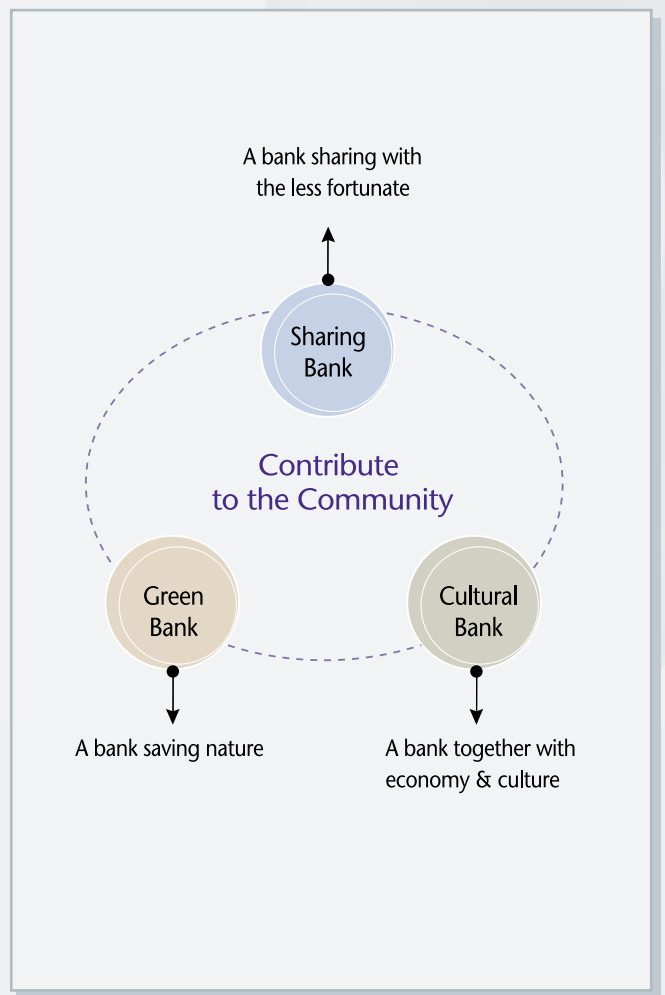 A bank sharing with
the less fortunate
Sharing
Bank
Contribute
to the Community
Green
Bank
Cultural
Bank
A bank saving nature
A bank together with
economy & culture